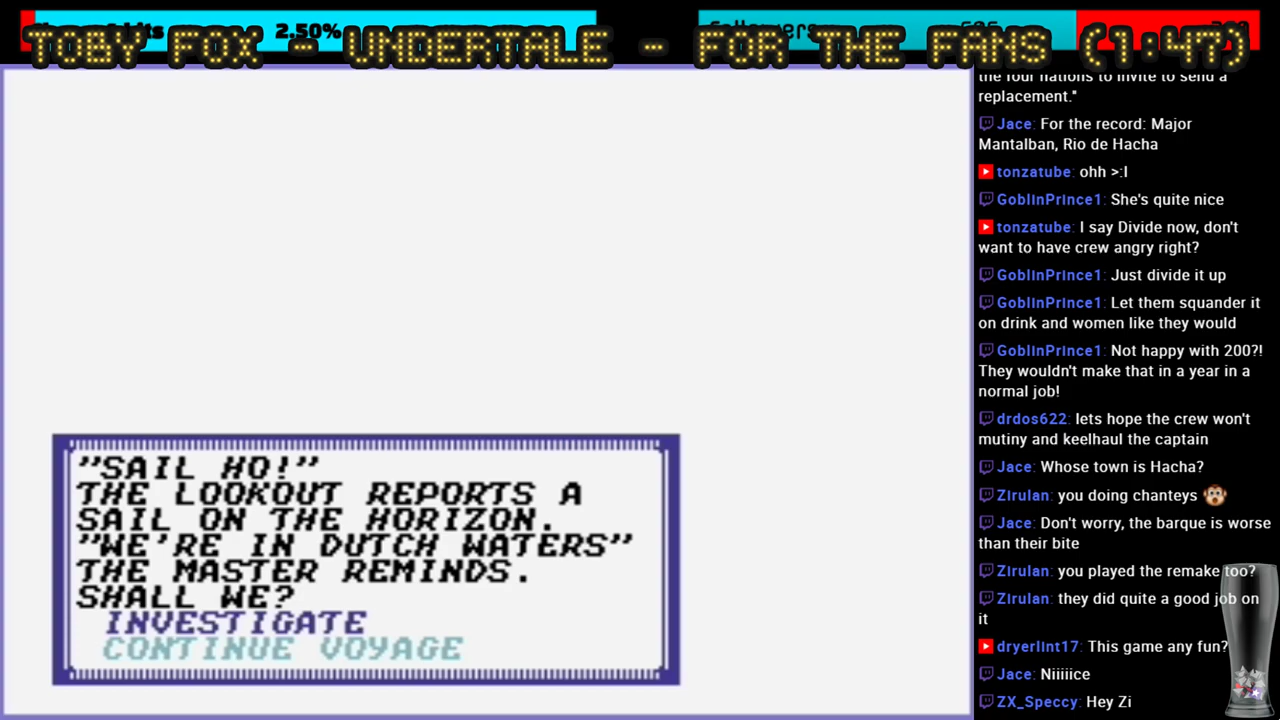 2.50%
TOBY FOX - UNDERTALE - FOR THE FANS (1:47)
the four nations to invite to send a
replacement."
Jace: For the record: Major
Mantalban, Rio de Hacha
tonzatube: ohh >:I
GoblinPrince1: She's quite nice
tonzatube: I say Divide now, don't
want to have crew angry right?
GoblinPrince1: Just divide it up
GoblinPrince1: Let them squander it
on drink and women like they would
GoblinPrince1: Not happy with 200?!
They wouldn't make that in a year in a
normal job!
drdos622: lets hope the crew won't
mutiny and keelhaul the captain
Jace: Whose town is Hacha?
Zirulan: you doing chanteys
Jace: Don't worry, the barque is worse
than their bite
Zirulan: you played the remake too?
Zirulan: they did quite a good job on
it
dryerlint17: This game any fun?
Jace: Niiiice
ZX_Speccy: Hey Zi
"SAIL HO!"
THE LOOKOUT REPORTS A
SAIL ON THE HORIZON.
"WE'RE IN DUTCH WATERS"
THE MASTER REMINDS.
SHALL WE?
INVESTIGATE
CONTINUE VOYAGE